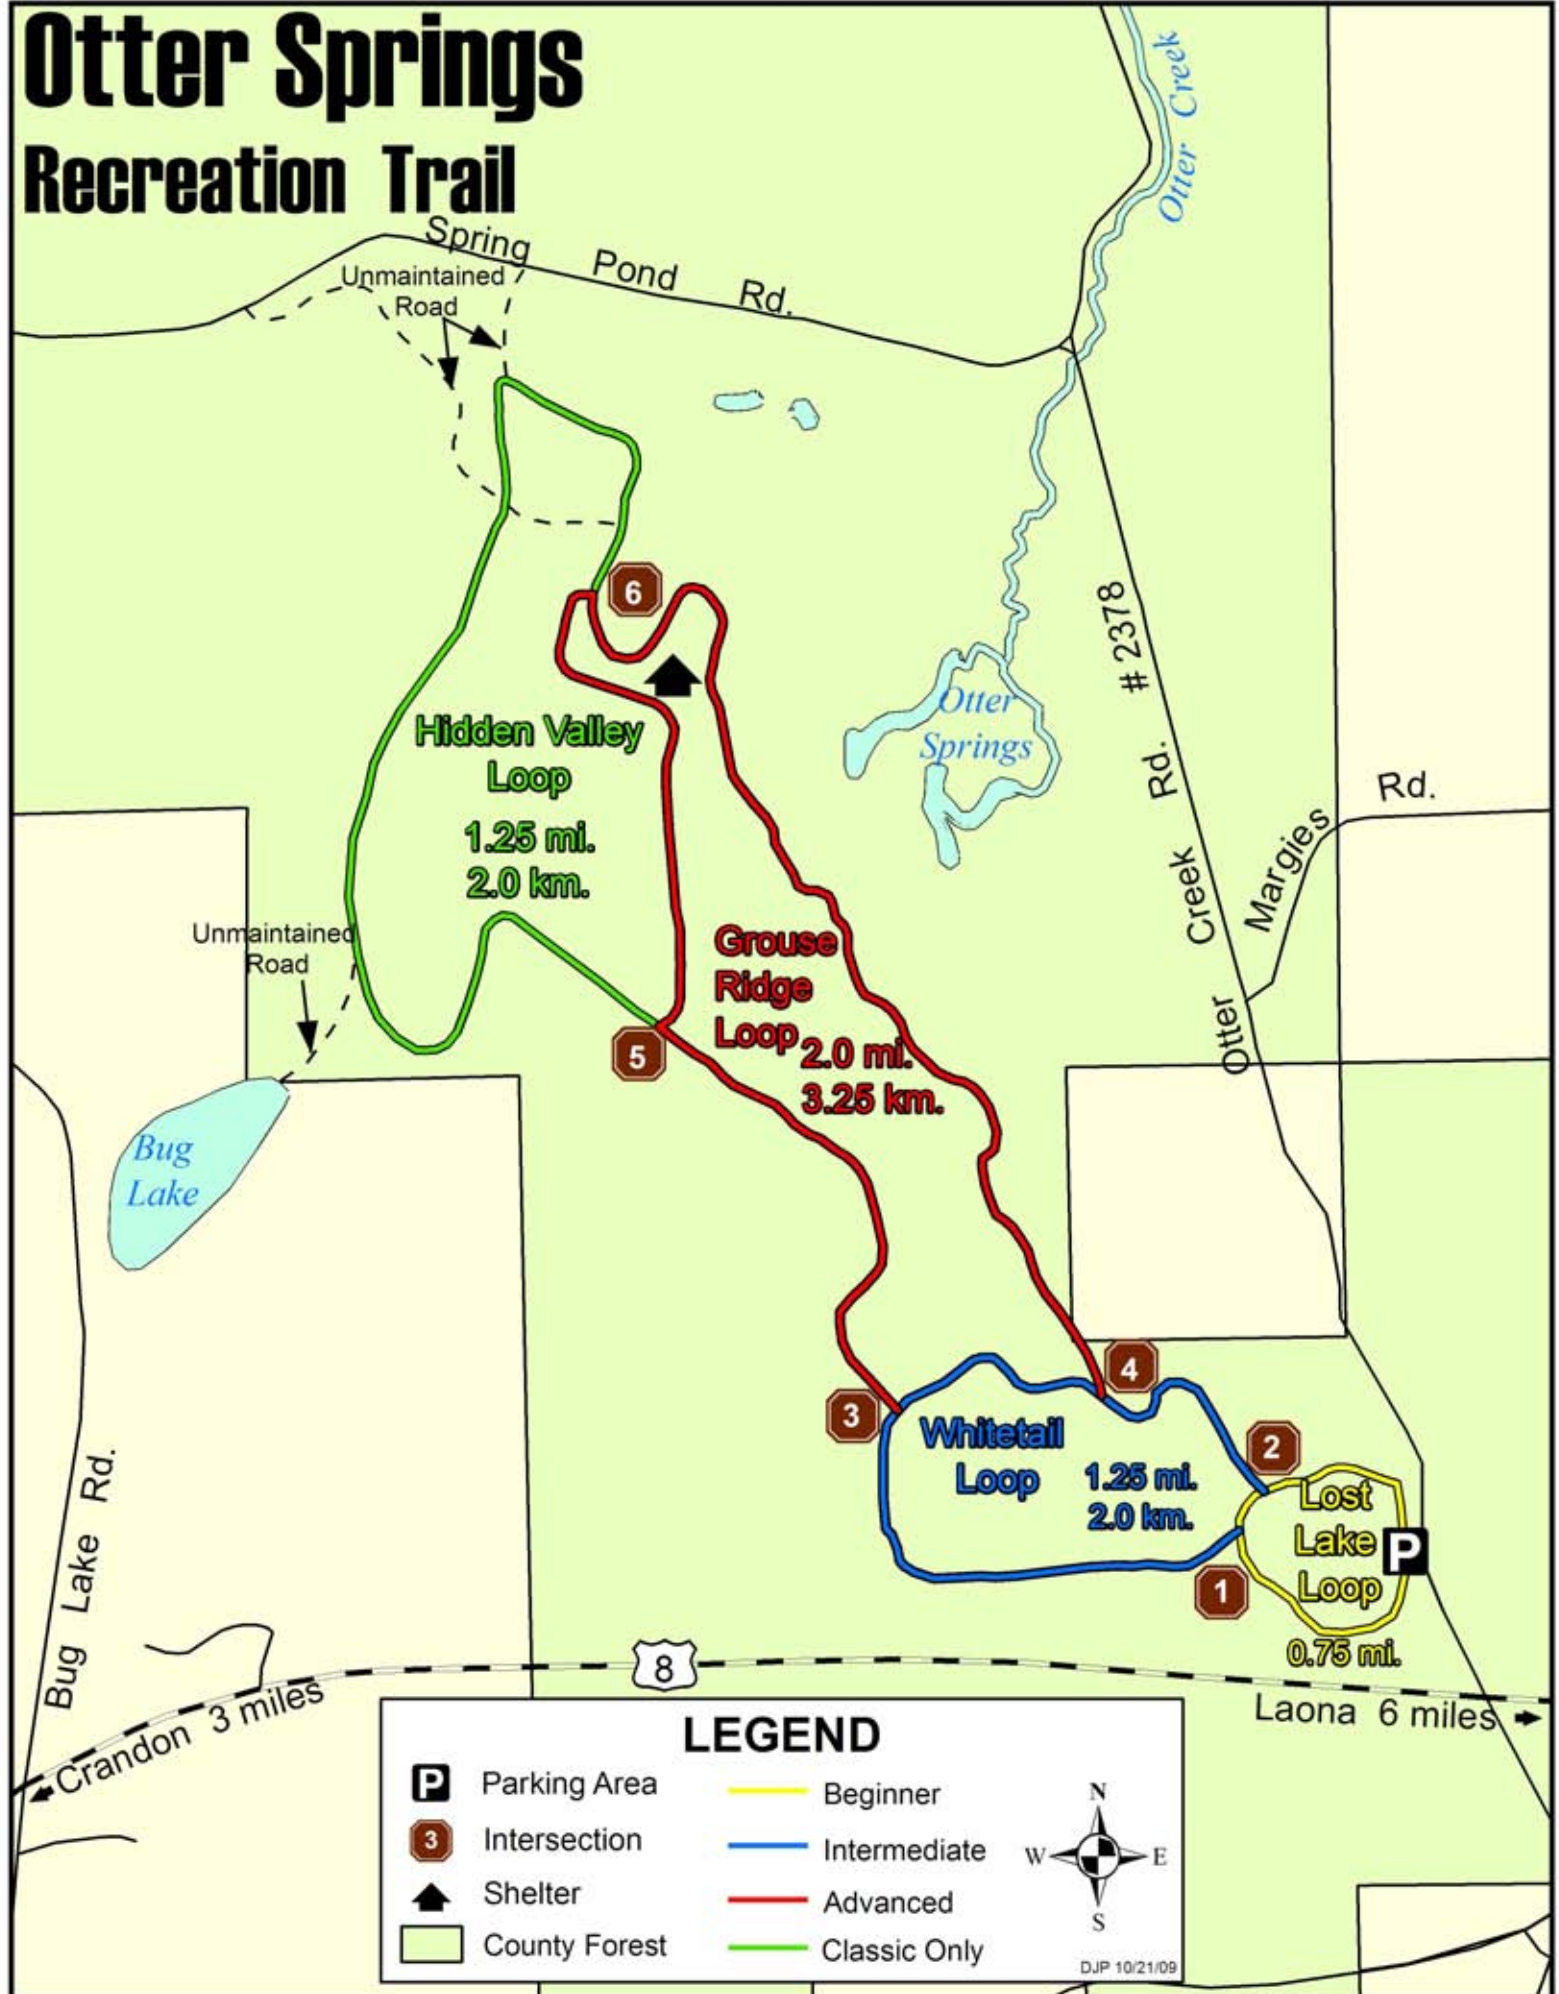 Otter Springs
Recreation Trail
Otter Creek
Spring Pond Rd.
Unmaintained
Road
6
Otter
Springs
Hidden Valley
Loop
1.25 mi.
2.0 km.
Otter Creek Rd. # 2378
Margies Rd.
Unmaintained
Road
Grouse
Ridge
Loop
2.0 mi.
3.25 km.
5
Bug
Lake
4
3
2
Whitetail
Loop
1.25 mi.
2.0 km.
Lost
Lake
Loop
P
1
0.75 mi.
Bug Lake Rd.
8
Crandon 3 miles
Laona 6 miles
LEGEND
P Parking Area
3 Intersection
Shelter
County Forest
Beginner
Intermediate
Advanced
Classic Only
N
W E
S
DJP 10/21/09